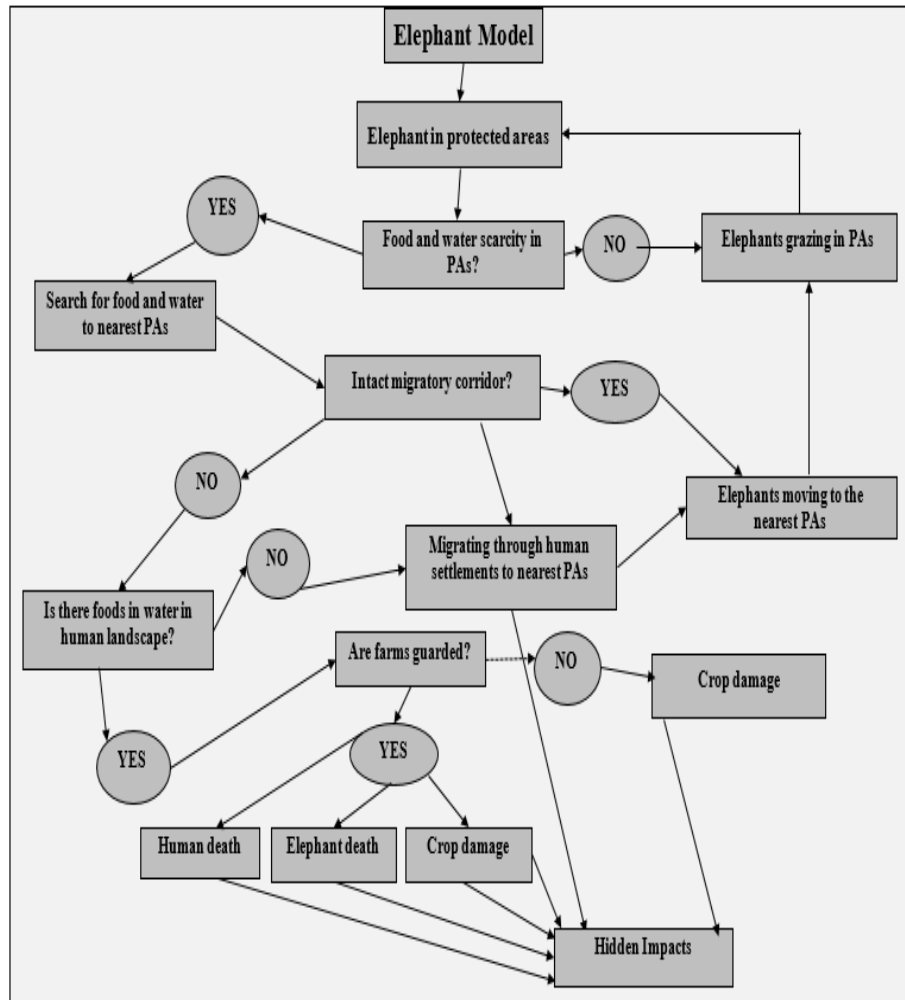 Elephant Model
Elephant in protected areas
YES
Food and water scarcity in
PAs?
NO
Elephants grazing in PAs
Search for food and water
to nearest PAs
Intact migratory corridor?
YES
NO
Elephants moving to the
nearest PAs
NO
Migrating through human
settlements to nearest PAs
Is there foods in water in
human landscape?
Are farms guarded?
NO
Crop damage
YES
YES
Human death
Elephant death
Crop damage
Hidden Impacts